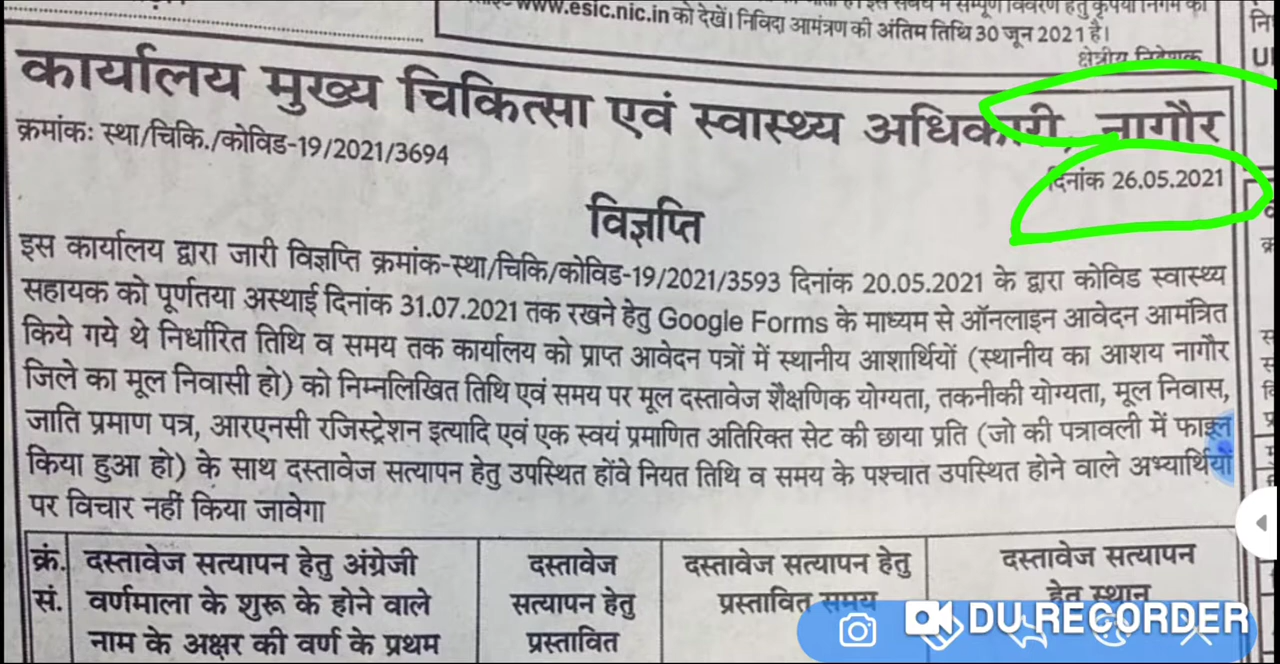 www.esic.nic.in को देखें। निविदा आमंत्रण की अंतिम तिथि 30 जून 2021 है।
क्षेत्रीय निदेशक
कार्यालय मुख्य चिकित्सा एवं स्वास्थ्य अधिकारी, नागौर
क्रमांकः स्था/चिकि./कोविड-19/2021/3694
दिनांक 26.05.2021
विज्ञप्ति
इस कार्यालय द्वारा जारी विज्ञप्ति क्रमांक-स्था/चिकि/कोविड-19/2021/3593 दिनांक 20.05.2021 के द्वारा कोविड स्वास्थ्य
सहायक को पूर्णतया अस्थाई दिनांक 31.07.2021 तक रखने हेतु Google Forms के माध्यम से ऑनलाइन आवेदन आमंत्रित
किये गये थे निर्धारित तिथि व समय तक कार्यालय को प्राप्त आवेदन पत्रों में स्थानीय आशार्थियों (स्थानीय का आशय नागौर
जिले का मूल निवासी हो) को निम्नलिखित तिथि एवं समय पर मूल दस्तावेज शैक्षणिक योग्यता, तकनीकी योग्यता, मूल निवास,
जाति प्रमाण पत्र, आरएनसी रजिस्ट्रेशन इत्यादि एवं एक स्वयं प्रमाणित अतिरिक्त सेट की छाया प्रति (जो की पत्रावली में फाइल
किया हुआ हो) के साथ दस्तावेज सत्यापन हेतु उपस्थित होंवे नियत तिथि व समय के पश्चात उपस्थित होने वाले अभ्यार्थियों
पर विचार नहीं किया जावेगा
क्रं. सं.
दस्तावेज सत्यापन हेतु अंग्रेजी
वर्णमाला के शुरू के होने वाले
नाम के अक्षर की वर्ण के प्रथम
दस्तावेज
सत्यापन हेतु
प्रस्तावित
दस्तावेज सत्यापन हेतु
प्रस्तावित समय
दस्तावेज सत्यापन
हेतु स्थान
DU RECORDER